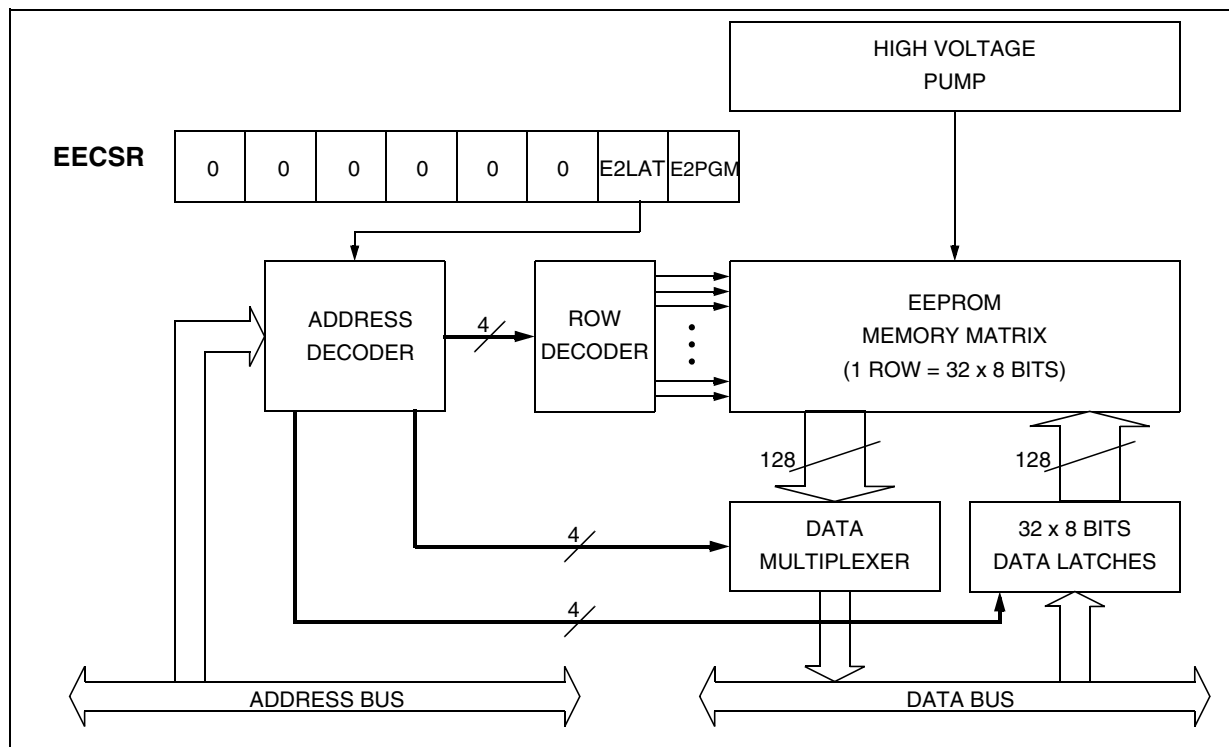 HIGH VOLTAGE
PUMP
EECSR
0 0 0 0 0 0 E2LAT E2PGM
ADDRESS
DECODER
4
ROW
DECODER
EEPROM
MEMORY MATRIX
(1 ROW = 32 x 8 BITS)
128
128
4
DATA
MULTIPLEXER
32 x 8 BITS
DATA LATCHES
4
ADDRESS BUS
DATA BUS